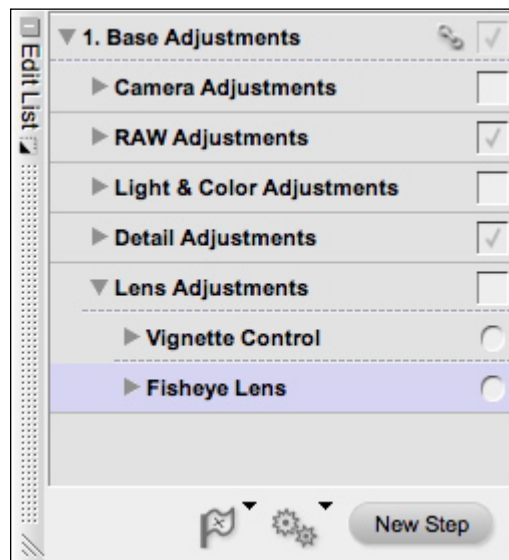 Edit List
1. Base Adjustments
Camera Adjustments
RAW Adjustments
Light & Color Adjustments
Detail Adjustments
Lens Adjustments
Vignette Control
Fisheye Lens
New Step